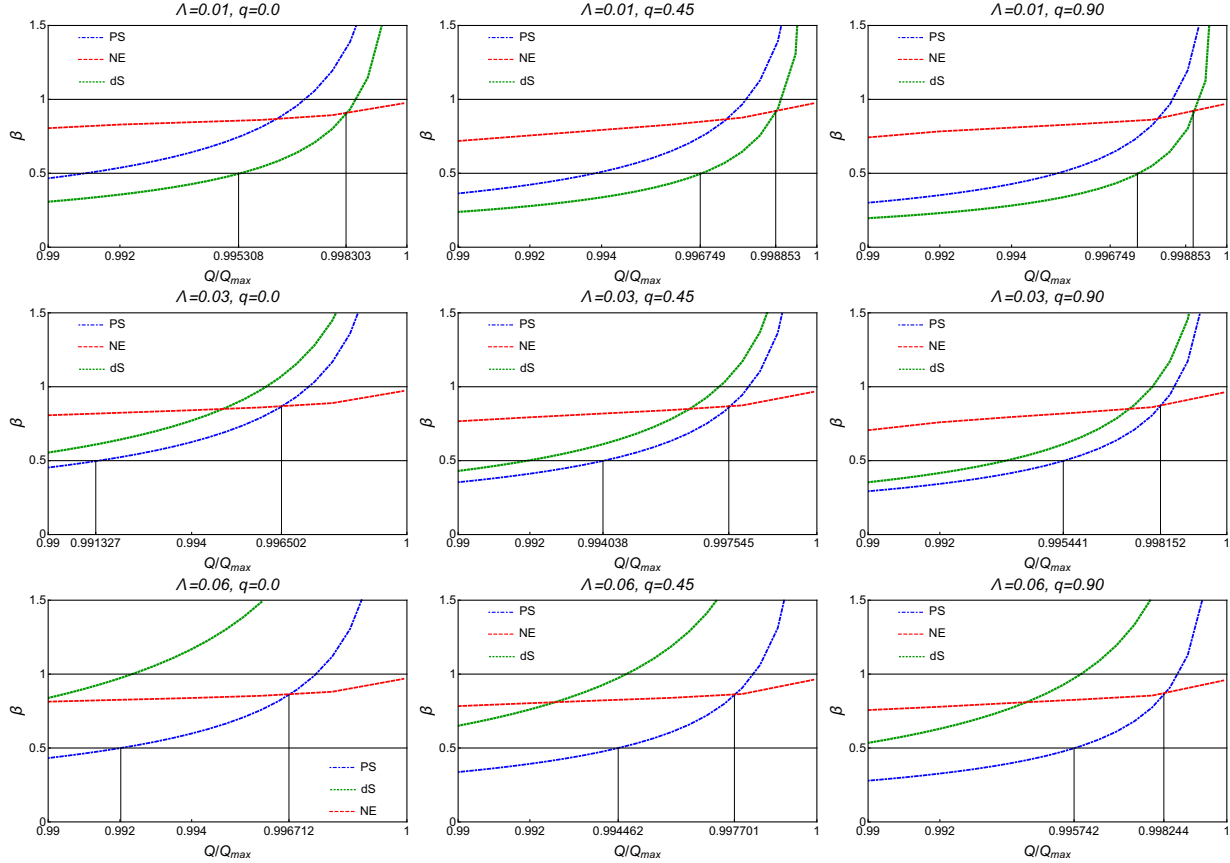 Λ=0.01, q=0.0
1.5
PS
NE
dS
1
β
0.5
0
0.99
0.992
0.995308
0.998303
1
Q/Qmax
Λ=0.01, q=0.45
1.5
PS
NE
dS
1
β
0.5
0
0.99
0.992
0.994
0.996749
0.998853
1
Q/Qmax
Λ=0.01, q=0.90
1.5
PS
NE
dS
1
β
0.5
0
0.99
0.992
0.994
0.996749
0.998853
1
Q/Qmax
Λ=0.03, q=0.0
1.5
PS
NE
dS
1
β
0.5
0
0.99
0.991327
0.994
0.996502
1
Q/Qmax
Λ=0.03, q=0.45
1.5
PS
NE
dS
1
β
0.5
0
0.99
0.992
0.994038
0.997545
1
Q/Qmax
Λ=0.03, q=0.90
1.5
PS
NE
dS
1
β
0.5
0
0.99
0.992
0.995441
0.998152
1
Q/Qmax
Λ=0.06, q=0.0
1.5
1
β
0.5
PS
dS
NE
0
0.99
0.992
0.994
0.996712
1
Q/Qmax
Λ=0.06, q=0.45
1.5
PS
NE
dS
1
β
0.5
0
0.99
0.992
0.994462
0.997701
1
Q/Qmax
Λ=0.06, q=0.90
1.5
PS
NE
dS
1
β
0.5
0
0.99
0.992
0.995742
0.998244
1
Q/Qmax